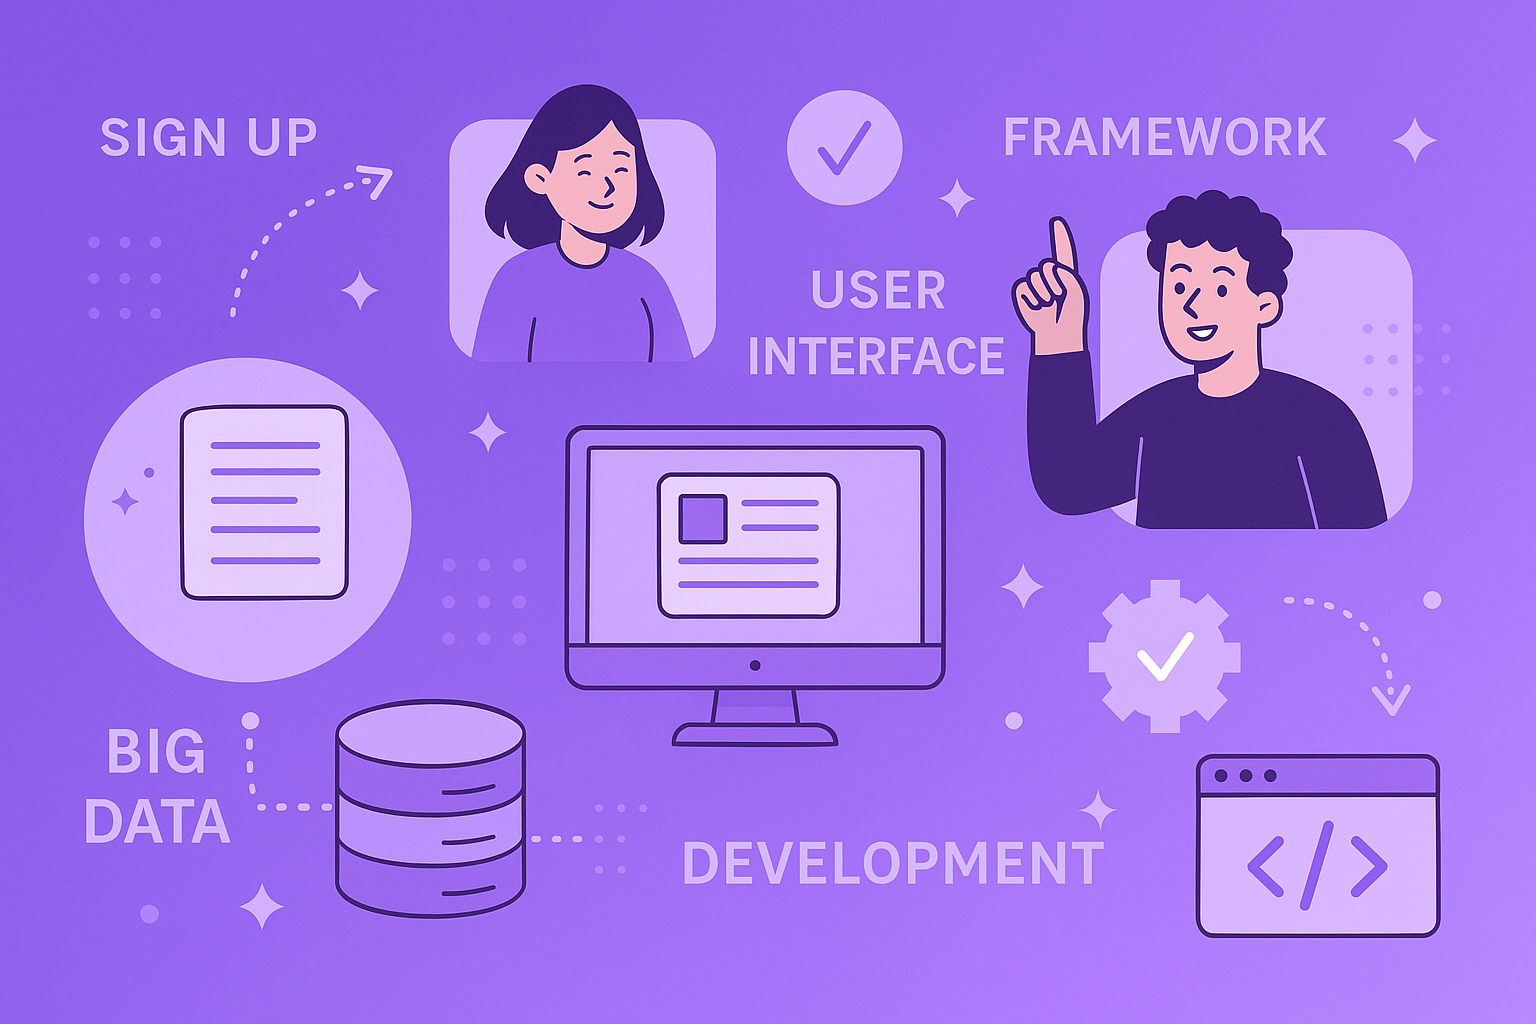 SIGN UP
FRAMEWORK
USER
INTERFACE
BIG
DATA
DEVELOPMENT
</>